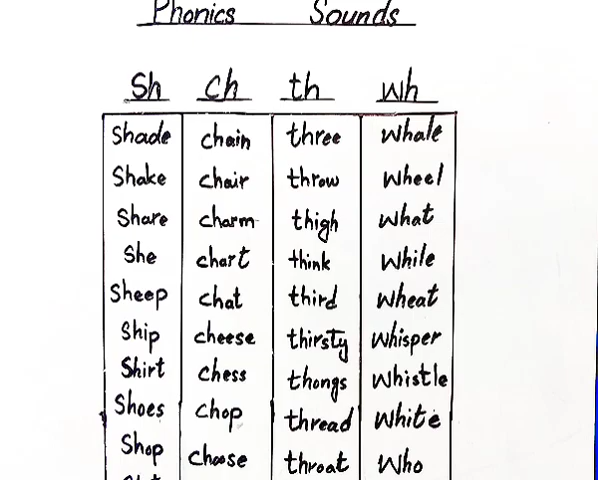 Phonics Sounds
Sh ch th wh
Shade chain three Whale
Shake chair throw Wheel
Share charm thigh What
She chart think While
Sheep chat third Wheat
Ship cheese thirsty Whisper
Shirt chess thongs Whistle
Shoes chop thread White
Shop choose throat Who